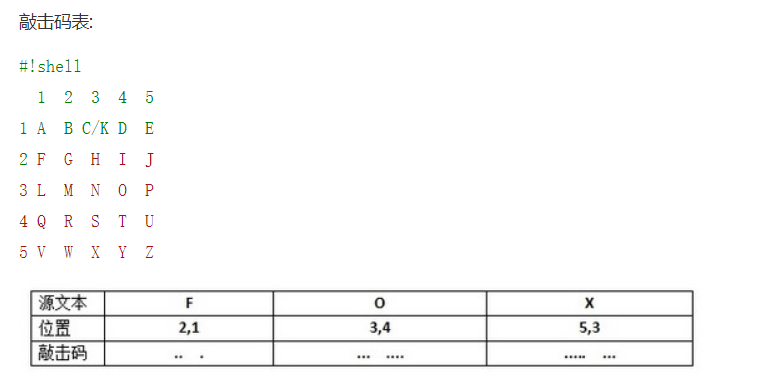 敲击码表:
#!shell
1 2 3 4 5
1 A B C/K D E
2 F G H I J
3 L M N O P
4 Q R S T U
5 V W X Y Z
源文本 F O X
位置 2,1 3,4 5,3
敲击码 .. . ... .... ..... ...